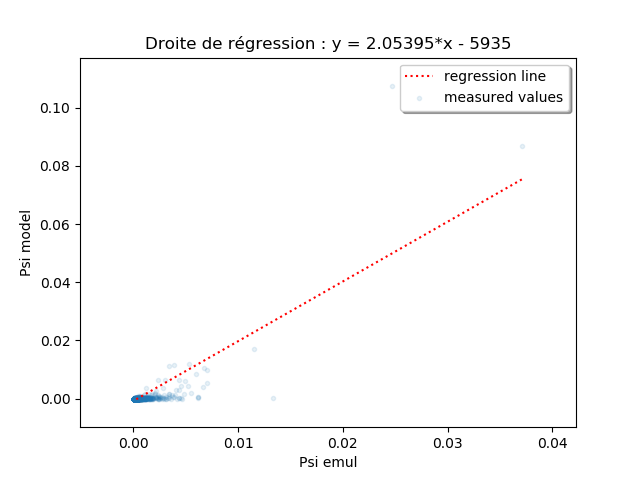 Droite de régression : y = 2.05395*x - 5935
regression line
measured values
Psi model
0.10
0.08
0.06
0.04
0.02
0.00
0.00
0.01
0.02
0.03
0.04
Psi emul